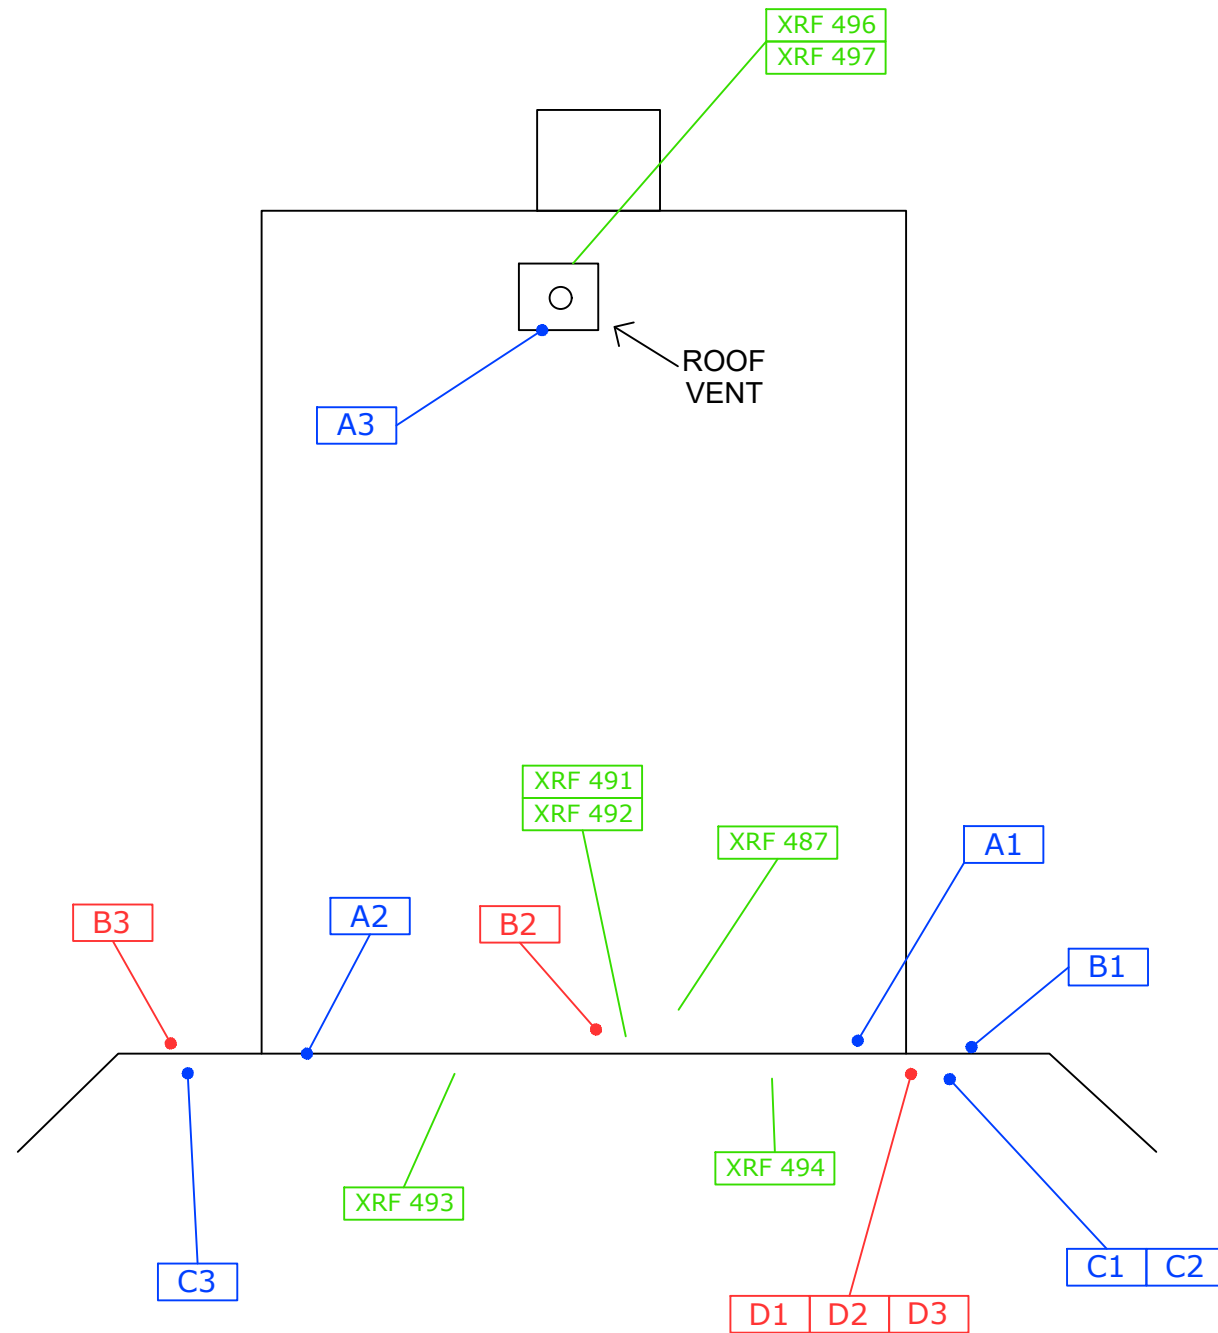 XRF 496
XRF 497
ROOF
VENT
A3
XRF 491
XRF 492
XRF 487
A1
B3
A2
B2
B1
XRF 494
XRF 493
C3
C1 C2
D1 D2 D3